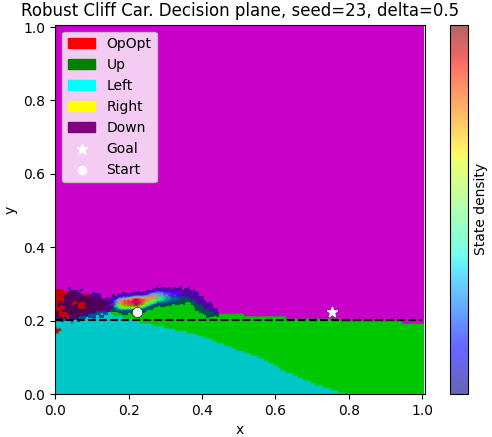 Robust Cliff Car. Decision plane, seed=23, delta=0.5
OpOpt
Up
Left
Right
Down
Goal
Start
1.0
0.8
0.6
0.4
0.2
0.0
y
0.0 0.2 0.4 0.6 0.8 1.0
x
State density